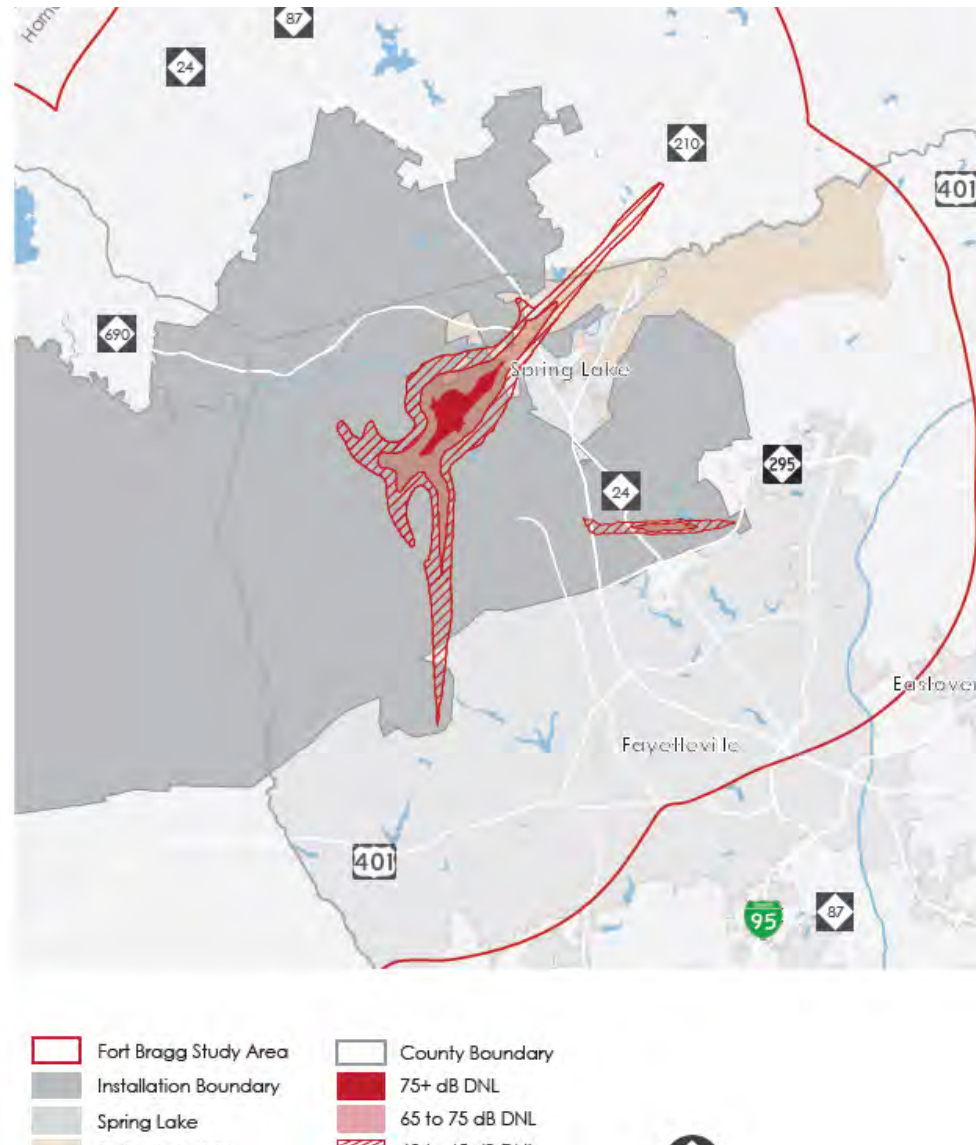 Harn
87
24
210
401
690
Spring Lake
295
24
Eastover
Fayetteville
401
95
87
Fort Bragg Study Area
County Boundary
Installation Boundary
75+ dB DNL
Spring Lake
65 to 75 dB DNL